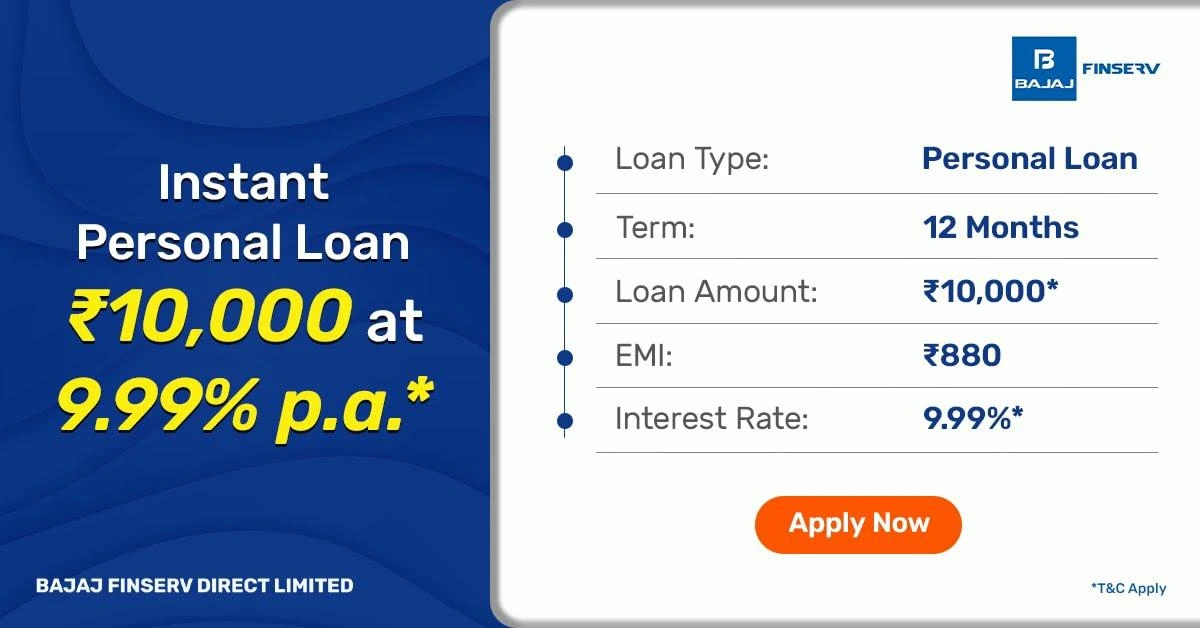 Instant
Personal Loan
₹10,000 at
9.99% p.a.*
BAJAJ FINSERV DIRECT LIMITED
B
BAJAJ FINSERV
Loan Type: Personal Loan
Term: 12 Months
Loan Amount: ₹10,000*
EMI: ₹880
Interest Rate: 9.99%*
Apply Now
*T&C Apply